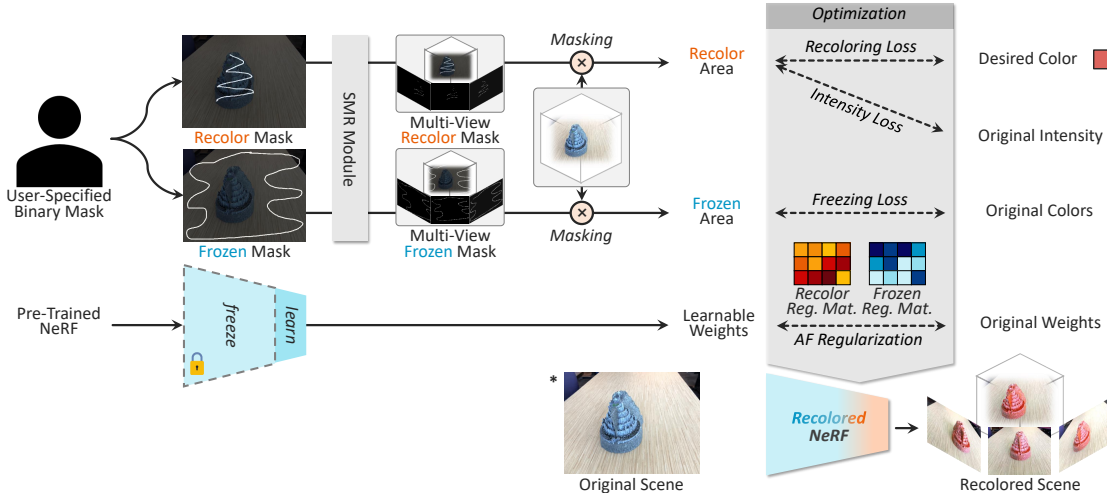 Optimization
Masking
Recoloring Loss
Recolor
Area
Desired Color
SMR Module
Intensity Loss
Recolor Mask
Multi-View
Recolor Mask
Original Intensity
User-Specified
Binary Mask
Freezing Loss
Frozen
Area
Original Colors
Frozen Mask
Multi-View
Frozen Mask
Masking
Recolor
Reg. Mat.
Frozen
Reg. Mat.
Pre-Trained
NeRF
freeze
learn
Learnable
Weights
Original Weights
AF Regularization
*
Recolored
NeRF
Original Scene
Recolored Scene